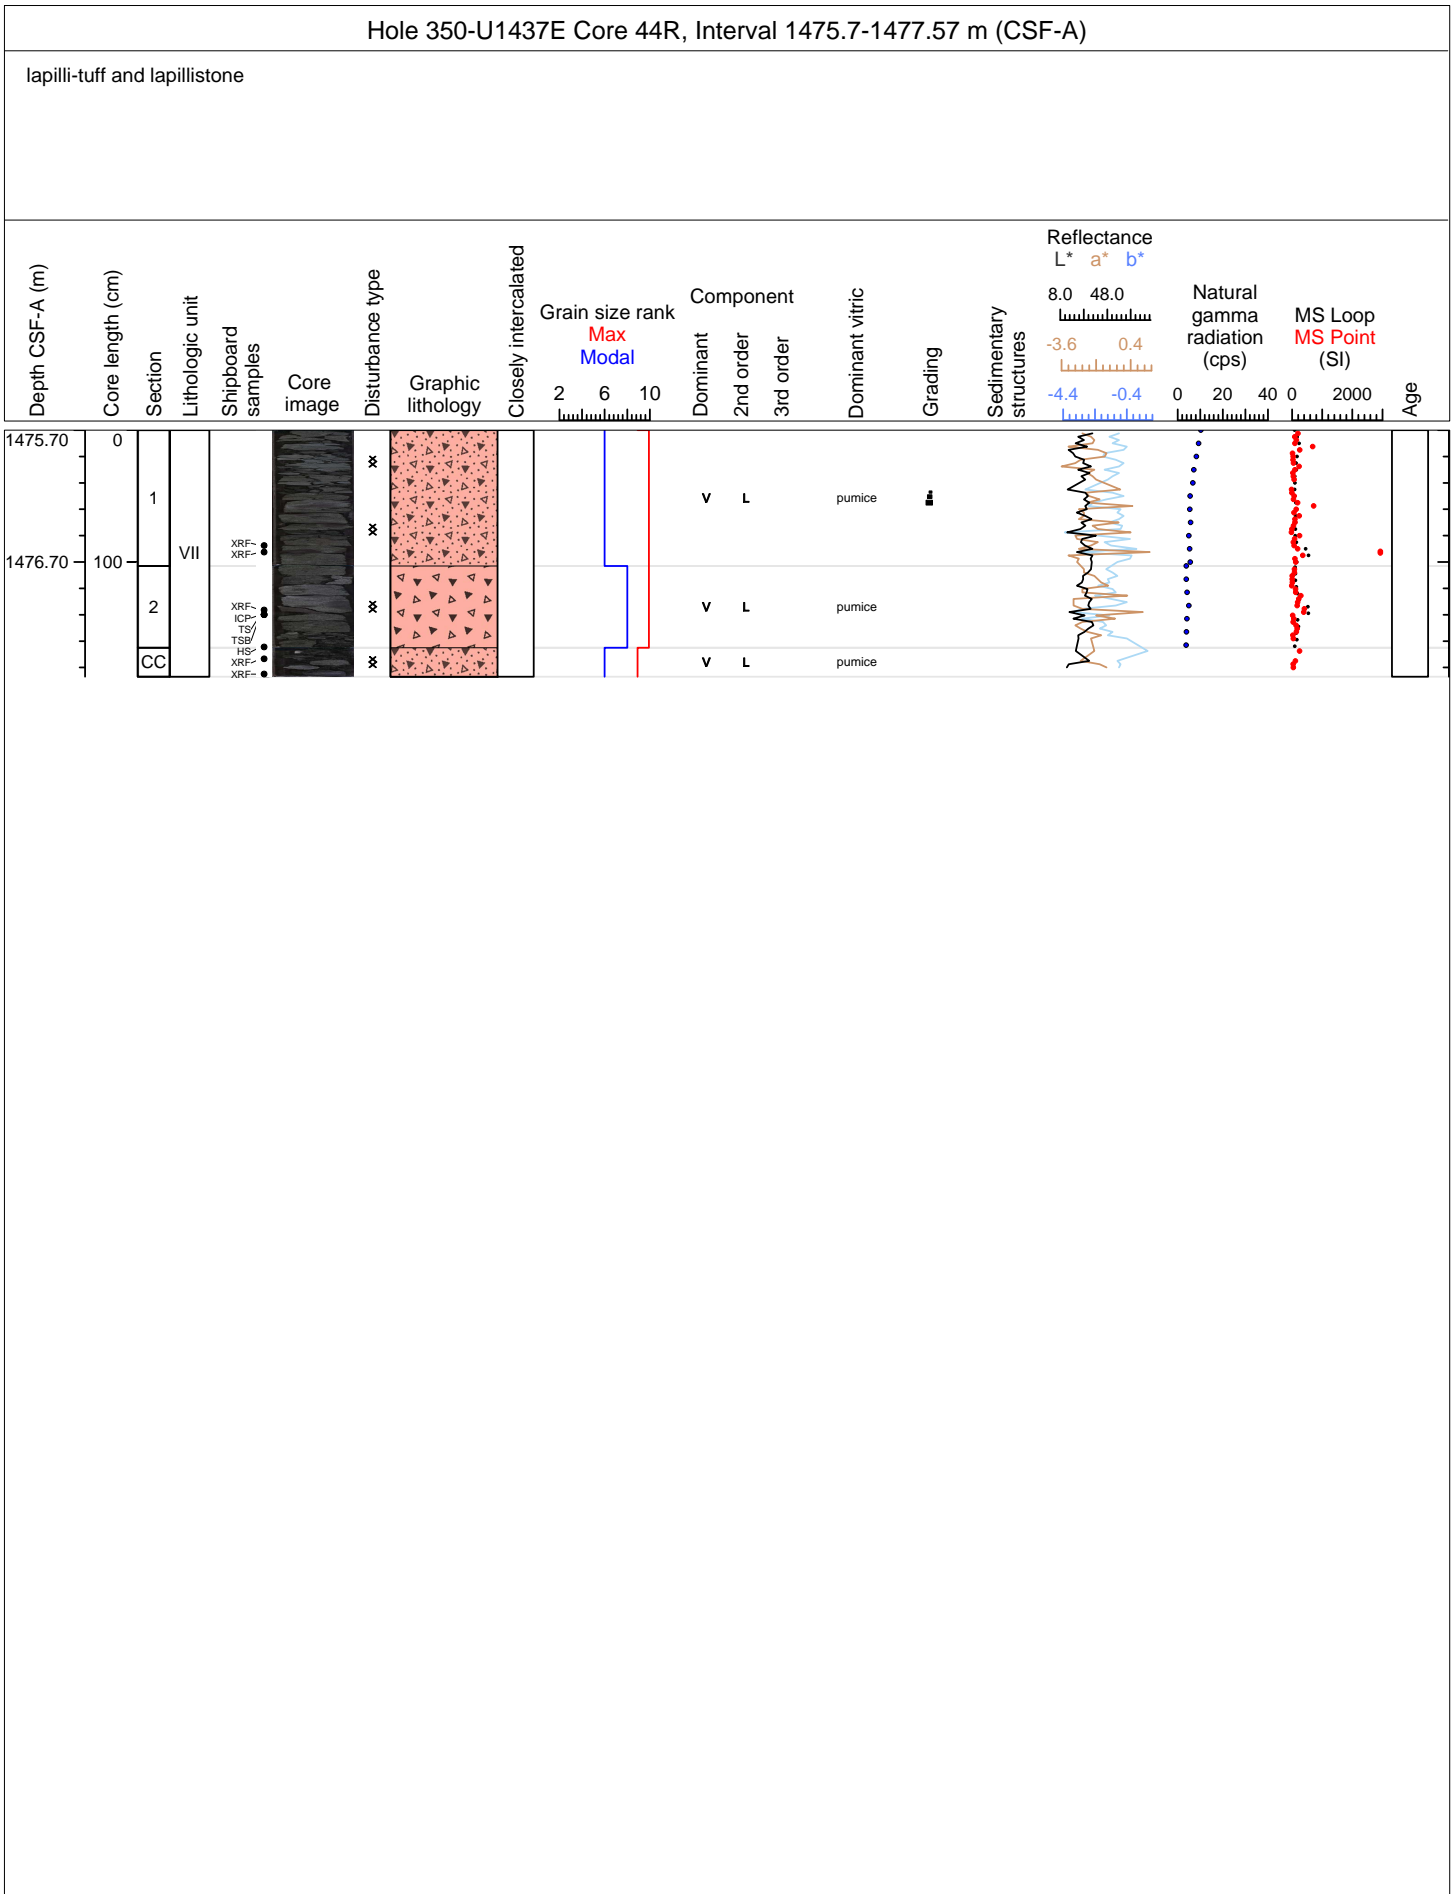 Hole 350-U1437E Core 44R, Interval 1475.7-1477.57 m (CSF-A)
lapilli-tuff and lapillistone
Depth CSF-A (m)
Core length (cm)
Section
Lithologic unit
Shipboard
samples
Core
image
Disturbance type
Graphic
lithology
Closely intercalated
Grain size rank
Max
Modal
2 6 10
Component
Dominant
2nd order
3rd order
Dominant vitric
Grading
Sedimentary
structures
Reflectance
L* a* b*
8.0 48.0
-3.6 0.4
-4.4 -0.4
Natural
gamma
radiation
(cps)
0 20 40
MS Loop
MS Point
(SI)
0 2000
Age
1475.70 0
1 V L pumice
VII
XRF
XRF
1476.70 100
2 V L pumice
XRF
ICP
TS
TSB
HS
CC V L pumice
XRF
XRF